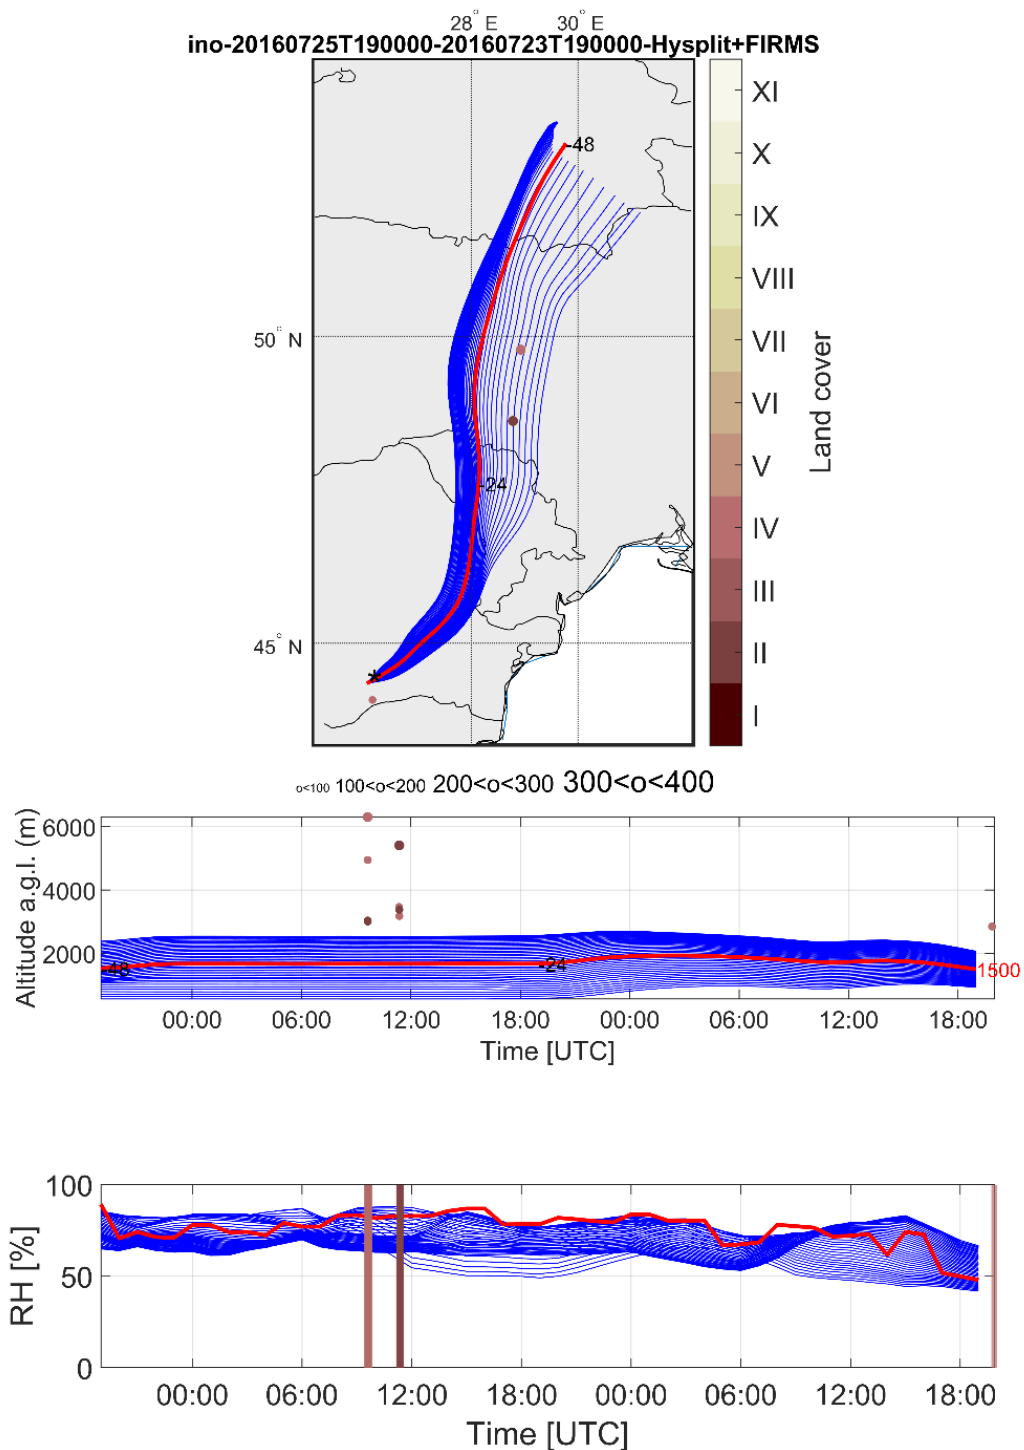 28° E 30° E
ino-20160725T190000-20160723T190000-Hysplit+FIRMS
-48
50° N
-24
45° N
*
XI
X
IX
VIII
VII
VI
V
IV
III
II
I
Land cover
o<100 100<o<200 200<o<300 300<o<400
Altitude a.g.l. (m)
6000
4000
2000
-48
-24
1500
00:00 06:00 12:00 18:00 00:00 06:00 12:00 18:00
Time [UTC]
RH [%]
100
50
0
00:00 06:00 12:00 18:00 00:00 06:00 12:00 18:00
Time [UTC]